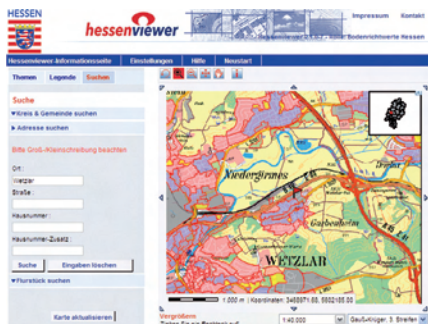 HESSEN
hessenviewer
Impressum Kontakt
Bodenrichtwerte Hessen
Hessenviewer-Informationsseite Einstellungen Hilfe Neustart
Themen Legende Suchen
Suche
Kreis & Gemeinde suchen
Adresse suchen
Bitte Groß-/Kleinschreibung beachten
Ort:
Wetzlar
Straße:
Hausnummer:
Hausnummer-Zusatz:
Suche Eingaben löschen
Flurstück suchen
Karte aktualisieren
Niedergirmes
Garbenheim
WETZLAR
1.000 m | Koordinaten:
Vergrößern
1:40.000 Gauß-Krüger, 3. Streifen